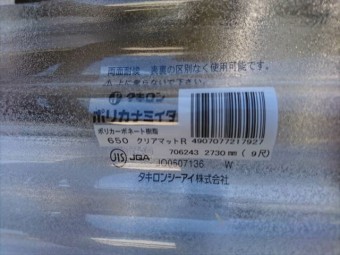 両面耐候 表裏の区別なく使用可能です。
タキロン
ポリカナミイタ
ポリカーボネート樹脂
650 クリアマットR 4907077217927
706243 2730mm (9尺)
JIS JQA
JQ0507136 W
タキロンシーアイ株式会社